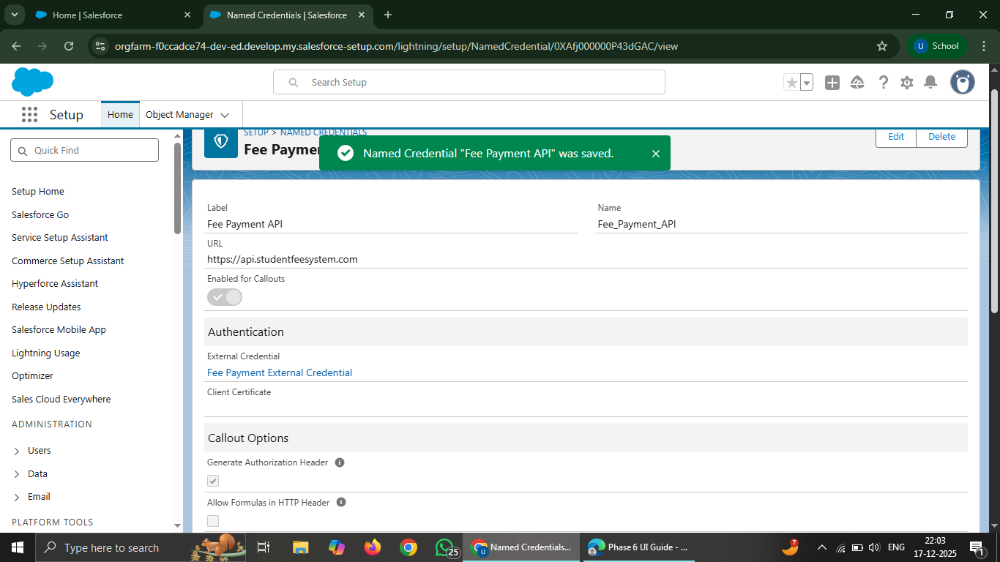 Home | Salesforce
Named Credentials | Salesforce
orgfarm-f0ccadce74-dev-ed.develop.my.salesforce-setup.com/lightning/setup/NamedCredential/0XAfj000000P43dGAC/view
U School
Search Setup
Setup Home Object Manager
Quick Find
Setup Home
Salesforce Go
Service Setup Assistant
Commerce Setup Assistant
Hyperforce Assistant
Release Updates
Salesforce Mobile App
Lightning Usage
Optimizer
Sales Cloud Everywhere
ADMINISTRATION
Users
Data
Email
PLATFORM TOOLS
SETUP > NAMED CREDENTIALS
Fee Payme
Edit Delete
Named Credential "Fee Payment API" was saved.
Label
Fee Payment API
Name
Fee_Payment_API
URL
https://api.studentfeesystem.com
Enabled for Callouts
Authentication
External Credential
Fee Payment External Credential
Client Certificate
Callout Options
Generate Authorization Header
Allow Formulas in HTTP Header
Type here to search
25
U
Named Credentials...
Phase 6 UI Guide - ...
7
ENG
22:03
17-12-2025
1